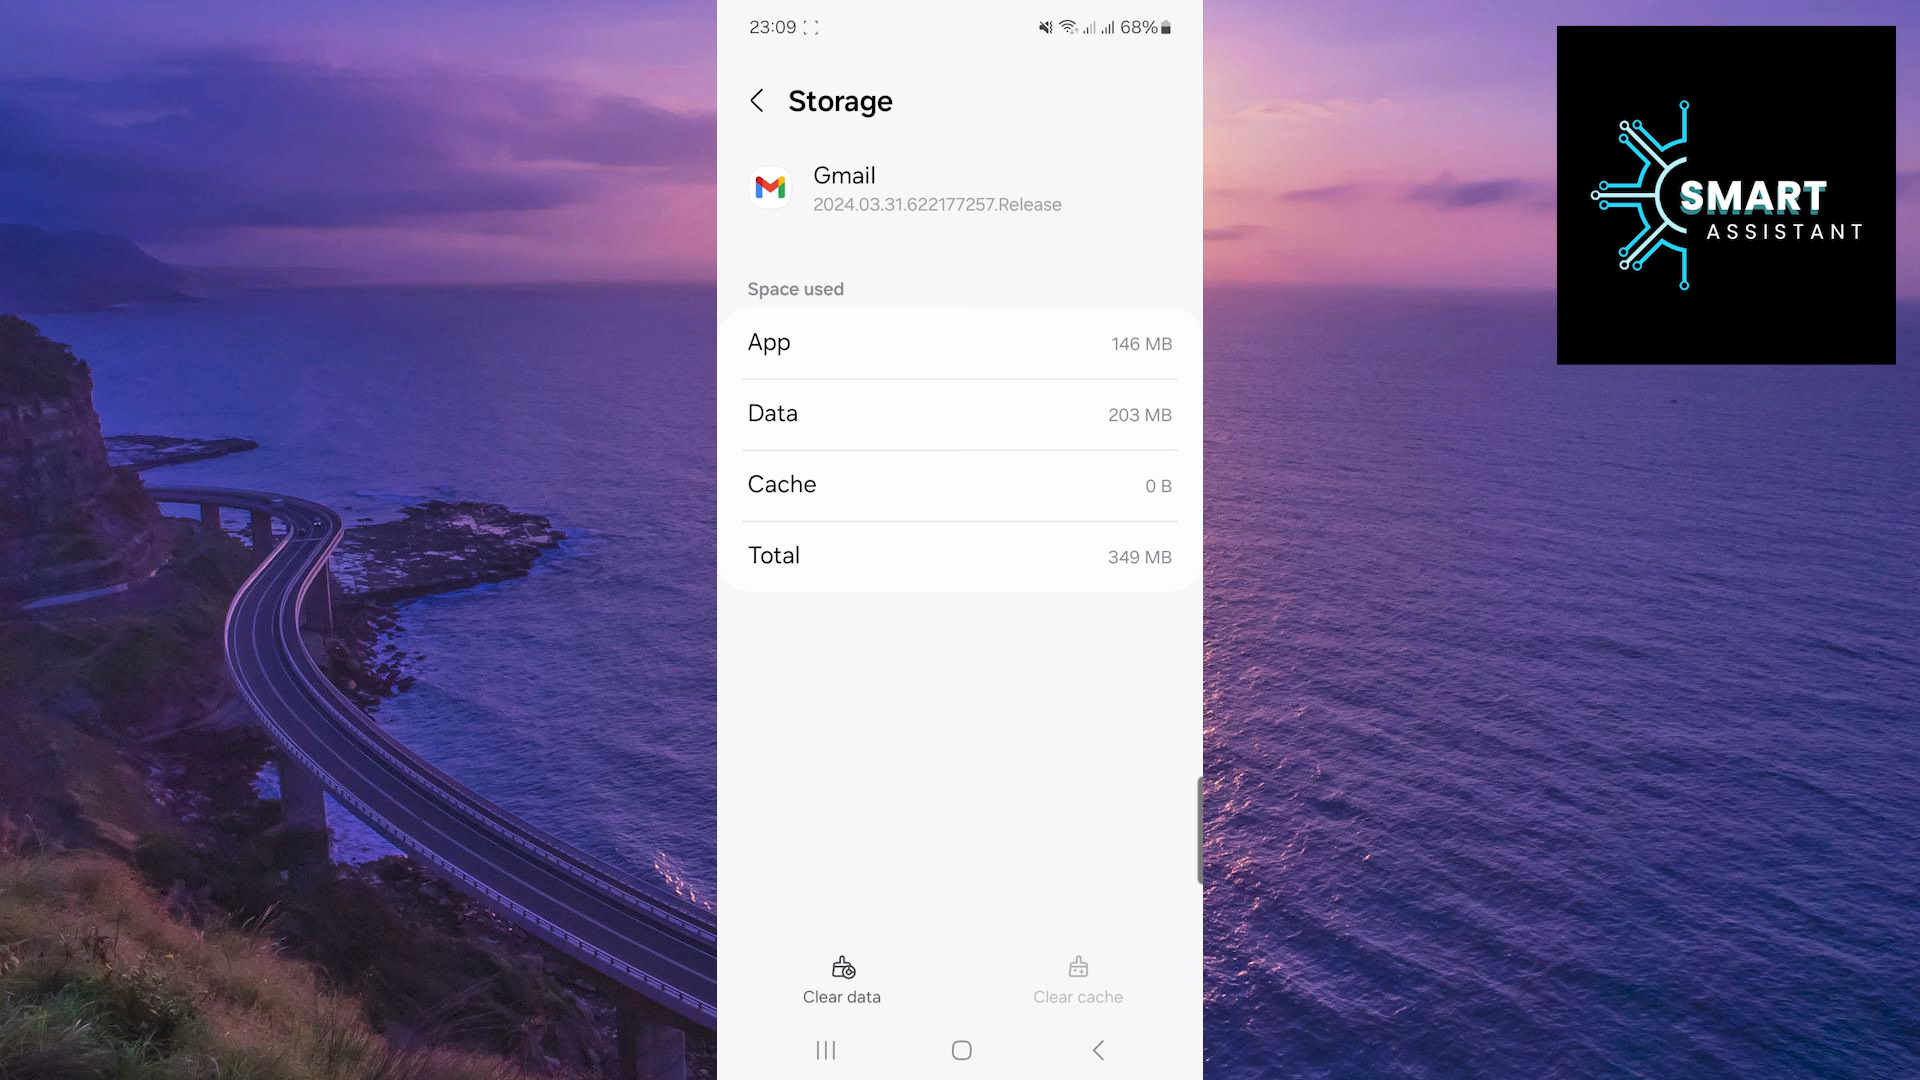 23:09
68%
Storage
Gmail
2024.03.31.622177257.Release
Space used
App 146 MB
Data 203 MB
Cache 0 B
Total 349 MB
Clear data Clear cache
SMART
ASSISTANT